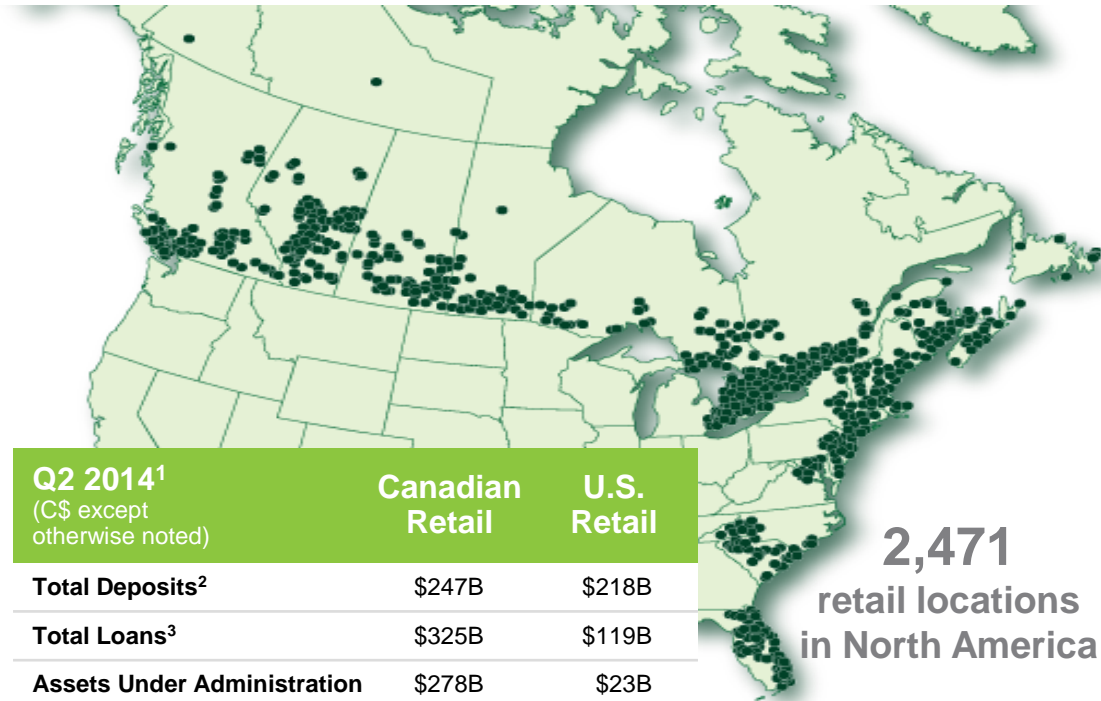 Q2 2014¹
(C$ except
otherwise noted)
Canadian
Retail
U.S.
Retail
Total Deposits² $247B $218B
Total Loans³ $325B $119B
Assets Under Administration $278B $23B
2,471
retail locations
in North America